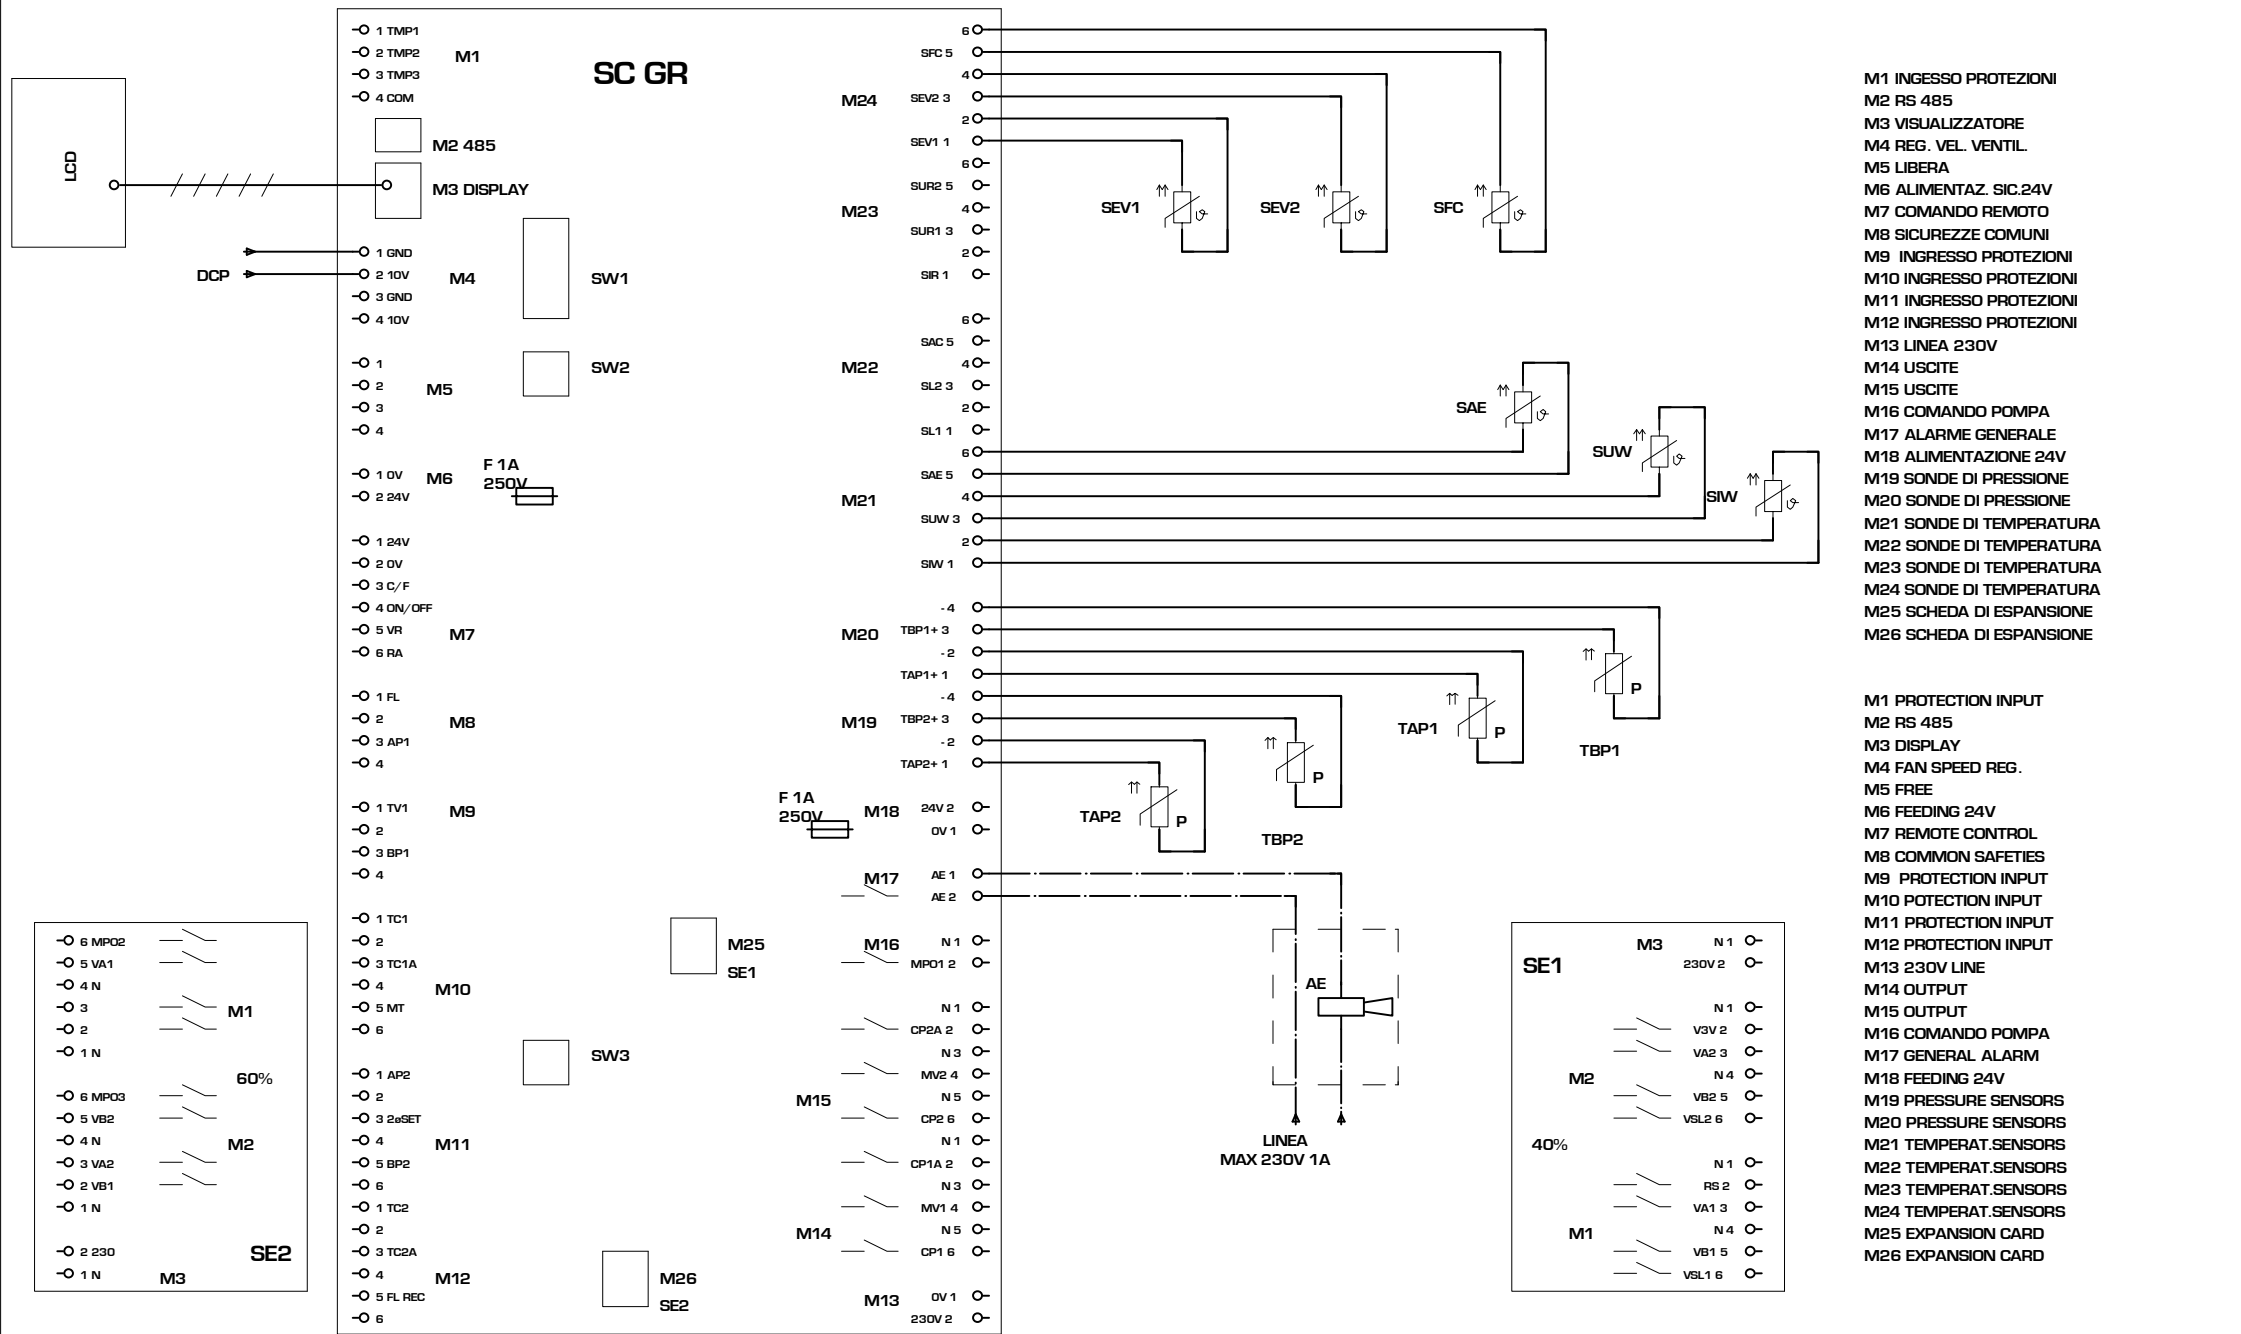 LCD
DCP
SC GR
1 TMP1
2 TMP2
3 TMP3
4 COM
M1
M2 485
M3 DISPLAY
1 GND
2 10V
3 GND
4 10V
M4
SW1
SW2
1
2
3
4
M5
1 0V
2 24V
M6
F 1A
250V
1 24V
2 0V
3 C/F
4 ON/OFF
5 VR
6 RA
M7
1 FL
2
3 AP1
4
M8
1 TV1
2
3 BP1
4
M9
1 TC1
2
3 TC1A
4
5 MT
6
M10
SW3
1 AP2
2
3 2øSET
4
5 BP2
6
M11
1 TC2
2
3 TC2A
4
5 FL REC
6
M12
M25
SE1
M26
SE2
6
SFC 5
4
SEV2 3
2
SEV1 1
M24
6
SUR2 5
4
SUR1 3
2
SIR 1
M23
6
SAC 5
4
SL2 3
2
SL1 1
M22
6
SAE 5
4
SUW 3
2
SIW 1
M21
- 4
TBP1+ 3
- 2
TAP1+ 1
M20
- 4
TBP2+ 3
- 2
TAP2+ 1
M19
F 1A
250V
M18
24V 2
0V 1
M17
AE 1
AE 2
M16
N 1
MPO1 2
N 1
CP2A 2
N 3
MV2 4
N 5
CP2 6
M15
N 1
CP1A 2
N 3
MV1 4
N 5
CP1 6
M14
M13
0V 1
230V 2
SEV1
SEV2
SFC
SAE
SUW
SIW
TBP1
P
TAP1
P
TBP2
P
TAP2
P
AE
LINEA
MAX 230V 1A
6 MPO2
5 VA1
4 N
3
2
1 N
M1
60%
6 MPO3
5 VB2
4 N
3 VA2
2 VB1
1 N
M2
2 230
1 N
M3
SE2
SE1
M3
N 1
230V 2
N 1
V3V 2
VA2 3
N 4
VB2 5
VSL2 6
M2
40%
N 1
RS 2
VA1 3
N 4
VB1 5
VSL1 6
M1
M1 INGESSO PROTEZIONI
M2 RS 485
M3 VISUALIZZATORE
M4 REG. VEL. VENTIL.
M5 LIBERA
M6 ALIMENTAZ. SIC.24V
M7 COMANDO REMOTO
M8 SICUREZZE COMUNI
M9 INGRESSO PROTEZIONI
M10 INGRESSO PROTEZIONI
M11 INGRESSO PROTEZIONI
M12 INGRESSO PROTEZIONI
M13 LINEA 230V
M14 USCITE
M15 USCITE
M16 COMANDO POMPA
M17 ALARME GENERALE
M18 ALIMENTAZIONE 24V
M19 SONDE DI PRESSIONE
M20 SONDE DI PRESSIONE
M21 SONDE DI TEMPERATURA
M22 SONDE DI TEMPERATURA
M23 SONDE DI TEMPERATURA
M24 SONDE DI TEMPERATURA
M25 SCHEDA DI ESPANSIONE
M26 SCHEDA DI ESPANSIONE
M1 PROTECTION INPUT
M2 RS 485
M3 DISPLAY
M4 FAN SPEED REG.
M5 FREE
M6 FEEDING 24V
M7 REMOTE CONTROL
M8 COMMON SAFETIES
M9 PROTECTION INPUT
M10 POTECTION INPUT
M11 PROTECTION INPUT
M12 PROTECTION INPUT
M13 230V LINE
M14 OUTPUT
M15 OUTPUT
M16 COMANDO POMPA
M17 GENERAL ALARM
M18 FEEDING 24V
M19 PRESSURE SENSORS
M20 PRESSURE SENSORS
M21 TEMPERAT.SENSORS
M22 TEMPERAT.SENSORS
M23 TEMPERAT.SENSORS
M24 TEMPERAT.SENSORS
M25 EXPANSION CARD
M26 EXPANSION CARD